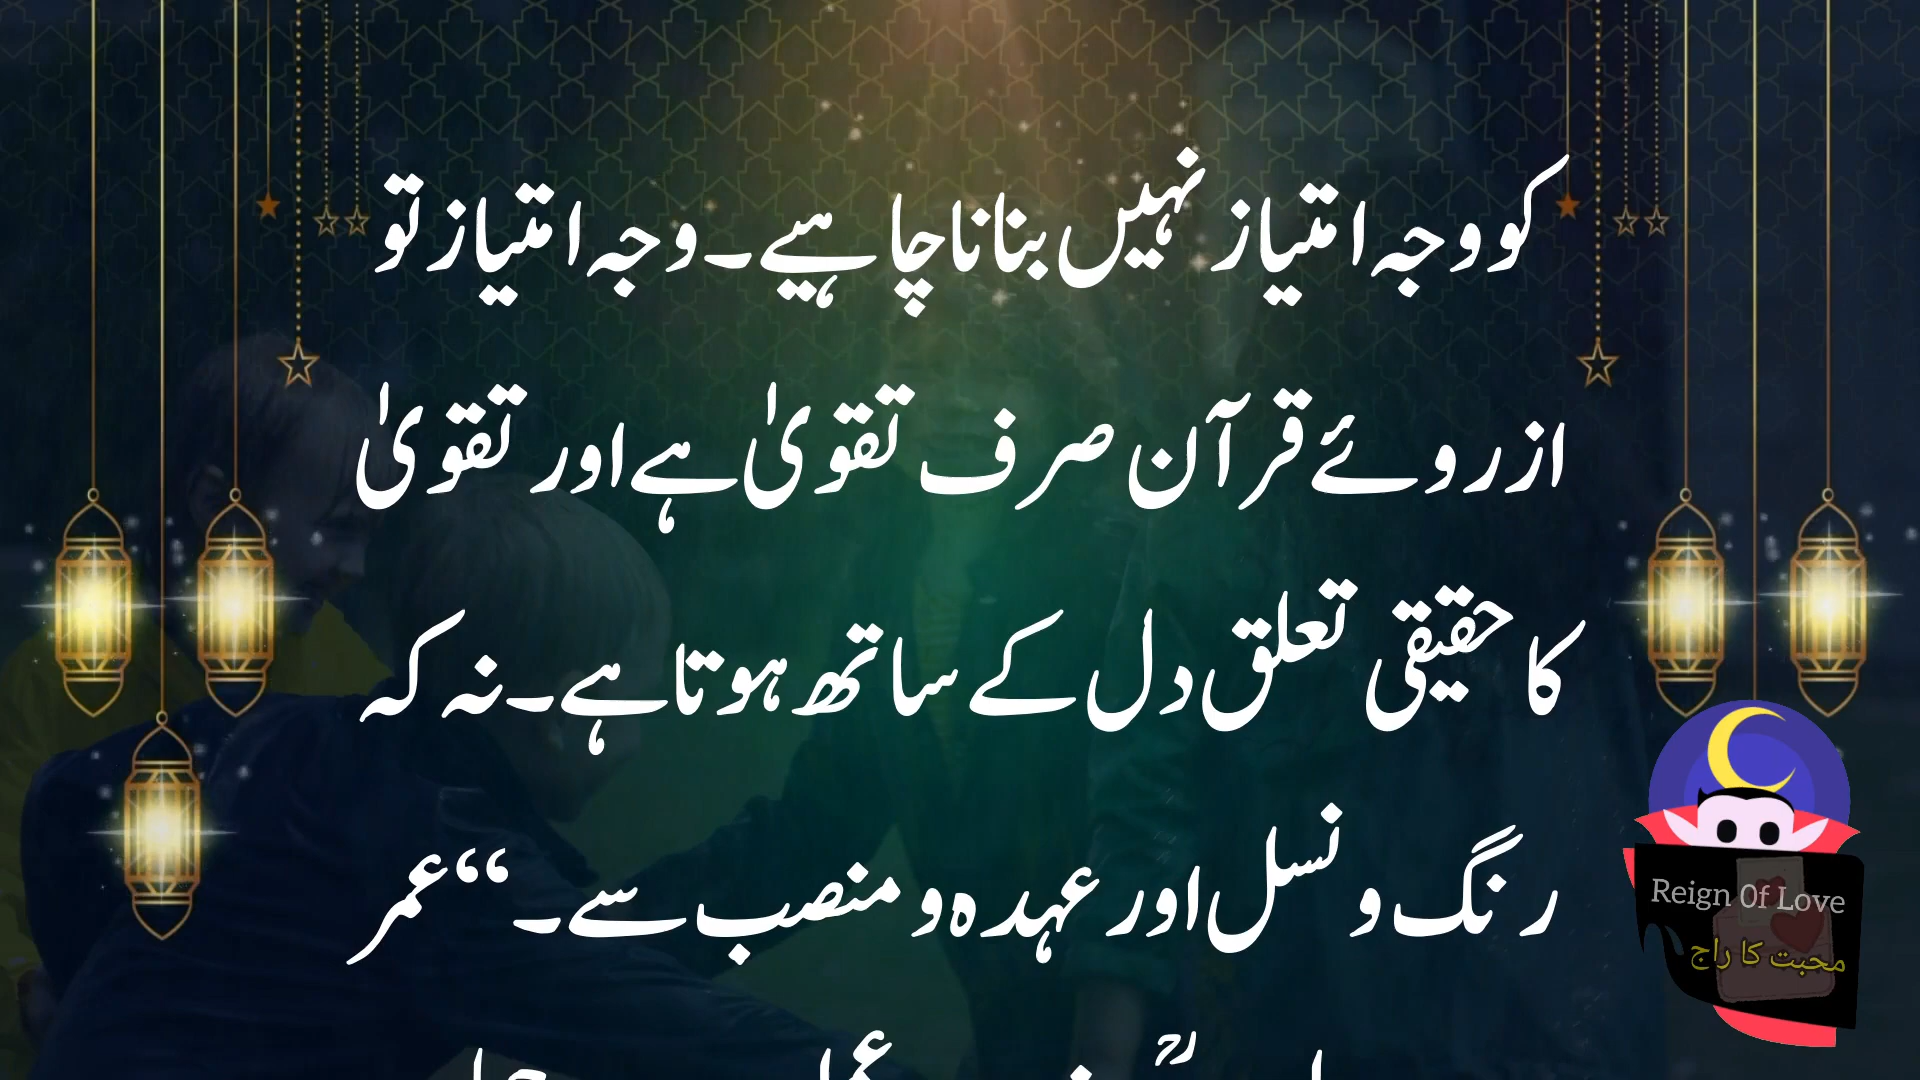 کو وجہ امتیاز نہیں بنانا چاہیے۔ وجہ امتیاز تو
ازروئے قرآن صرف تقویٰ ہے اور تقویٰ
کا حقیقی تعلق دل کے ساتھ ہوتا ہے۔ نہ کہ
رنگ و نسل اور عہدہ و منصب سے۔“ عمر
Reign Of Love
محبت کا راج